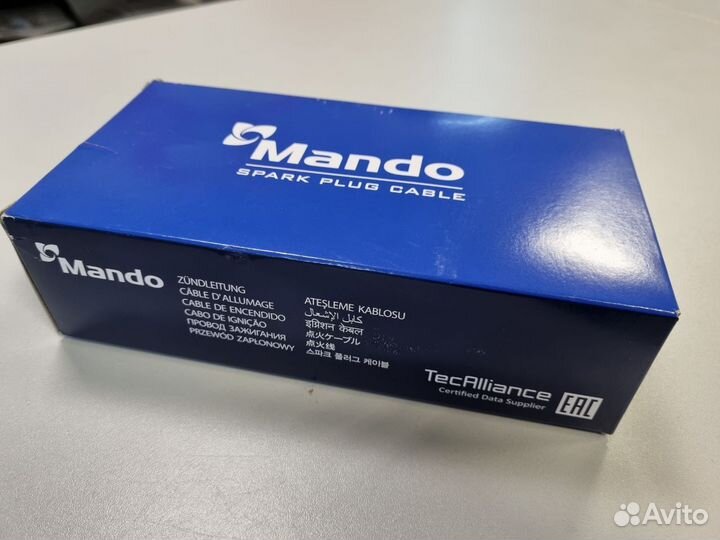 Mando
SPARK PLUG CABLE
Mando
ZÜNDLEITUNG
CÂBLE D'ALLUMAGE
CABLE DE ENCENDIDO
CABO DE IGNIÇÃO
ПРОВОД ЗАЖИГАНИЯ
PRZEWÓD ZAPŁONOWY
ATEŞLEME KABLOSU
كابل الإشعال
इग्निशन केबल
点火ケーブル
点火线
스파크 플러그 케이블
TecAlliance
Certified Data Supplier
EAC
Avito